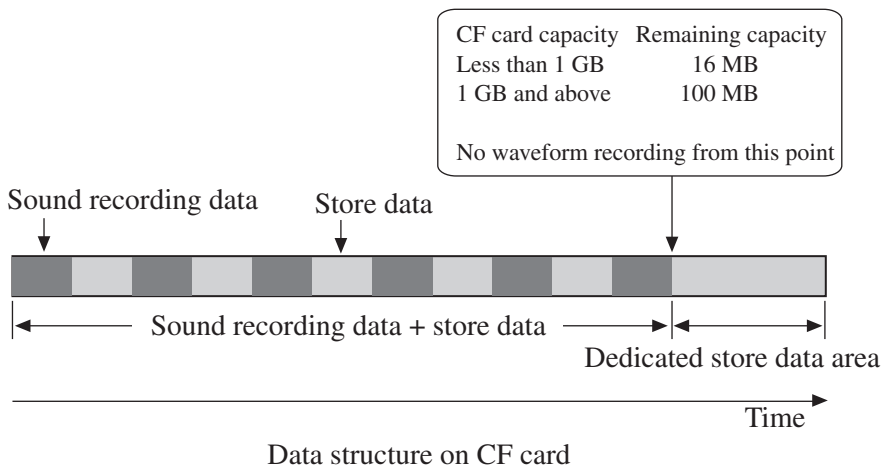 CF card capacity Remaining capacity
Less than 1 GB 16 MB
1 GB and above 100 MB
No waveform recording from this point
Sound recording data
Store data
Sound recording data + store data
Dedicated store data area
Time
Data structure on CF card